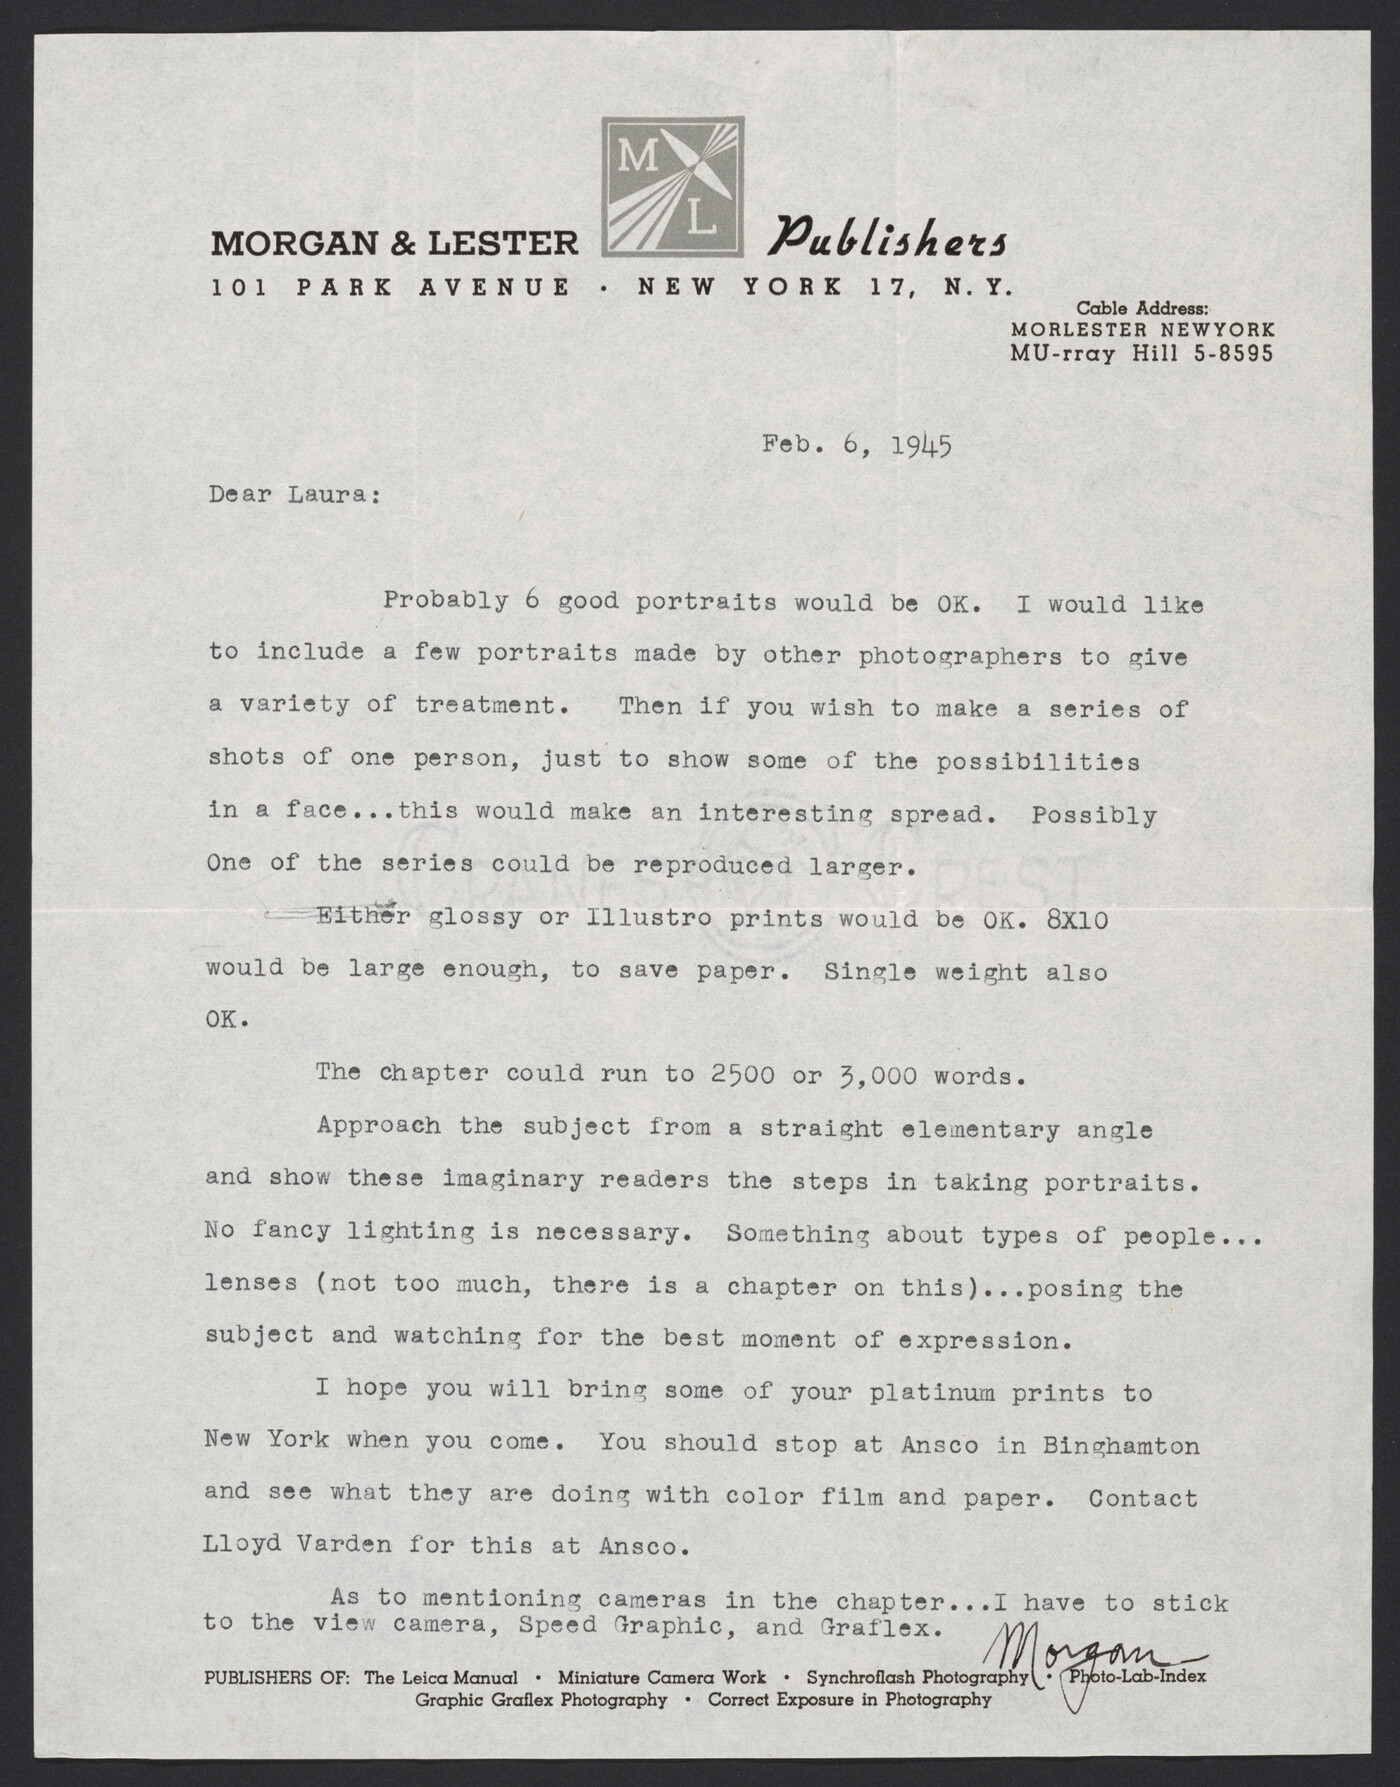 M
L
MORGAN & LESTER Publishers
101 PARK AVENUE · NEW YORK 17, N.Y.
Cable Address:
MORLESTER NEWYORK
MU-rray Hill 5-8595
Feb. 6, 1945
Dear Laura:
Probably 6 good portraits would be OK. I would like
to include a few portraits made by other photographers to give
a variety of treatment. Then if you wish to make a series of
shots of one person, just to show some of the possibilities
in a face...this would make an interesting spread. Possibly
One of the series could be reproduced larger.
Either glossy or Illustro prints would be OK. 8X10
would be large enough, to save paper. Single weight also
OK.
The chapter could run to 2500 or 3,000 words.
Approach the subject from a straight elementary angle
and show these imaginary readers the steps in taking portraits.
No fancy lighting is necessary. Something about types of people...
lenses (not too much, there is a chapter on this)...posing the
subject and watching for the best moment of expression.
I hope you will bring some of your platinum prints to
New York when you come. You should stop at Ansco in Binghamton
and see what they are doing with color film and paper. Contact
Lloyd Varden for this at Ansco.
As to mentioning cameras in the chapter...I have to stick
to the view camera, Speed Graphic, and Graflex.
Morgan
PUBLISHERS OF: The Leica Manual · Miniature Camera Work · Synchroflash Photography · Photo-Lab-Index
Graphic Graflex Photography · Correct Exposure in Photography